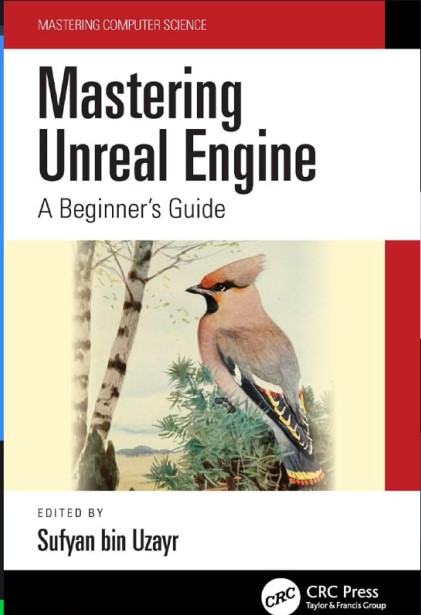 MASTERING COMPUTER SCIENCE
Mastering
Unreal Engine
A Beginner's Guide
EDITED BY
Sufyan bin Uzayr
CRC
CRC Press
Taylor & Francis Group